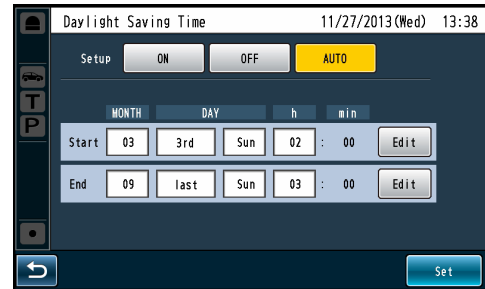 Daylight Saving Time 11/27/2013(Wed) 13:38
Setup ON OFF AUTO
MONTH DAY h min
T
P
Start 03 3rd Sun 02 : 00 Edit
End 09 last Sun 03 : 00 Edit
Set